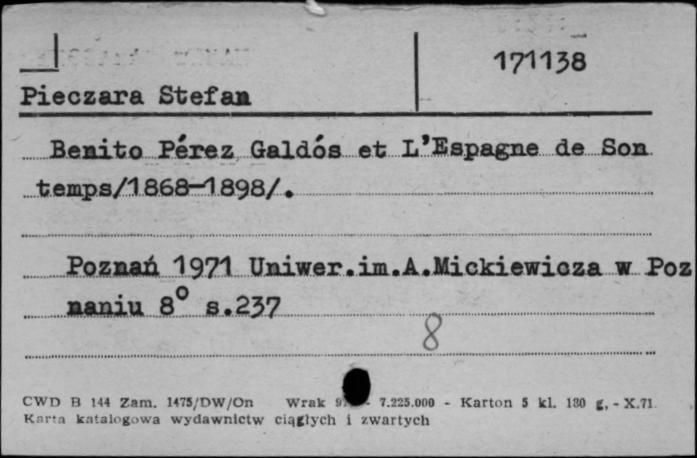 171138
Pieczara Stefan
Benito Pérez Galdós et L'Espagne de Son
temps/1868-1898/.
Poznań 1971 Uniwer.im.A.Mickiewicza w Poz
naniu 8° s.237
8
CWD B 144 Zam. 1475/DW/On Wrak - 7.225.000 - Karton 5 kl. 180 g, - X.71.
Karta katalogowa wydawnictw ciągłych i zwartych